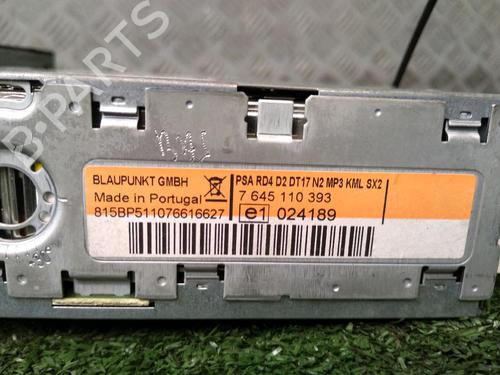 B-PARTS
BLAUPUNKT GMBH
Made in Portugal
815BP511076616627
PSA RD4 D2 DT17 N2 MP3 KML SX2
7 645 110 393
e1 024189